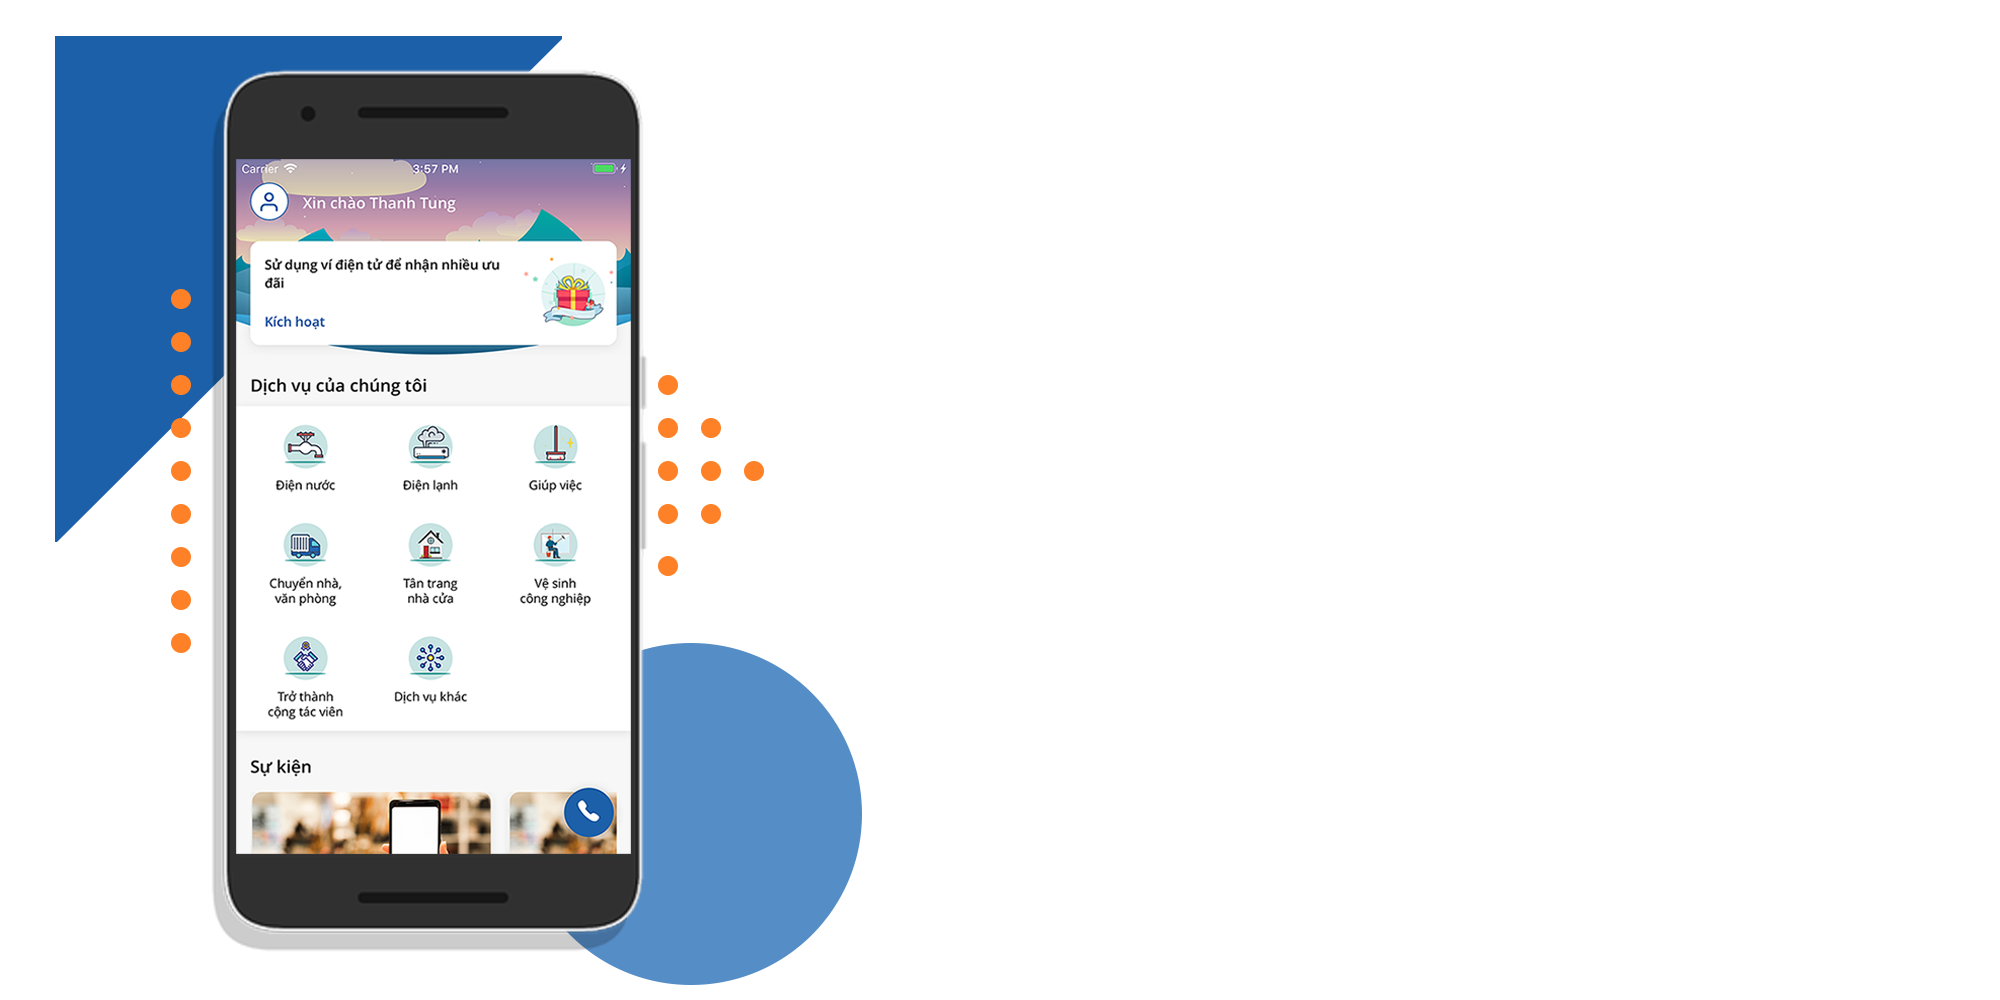 Carrier 3:57 PM
Xin chào Thanh Tung
Sử dụng ví điện tử để nhận nhiều ưu
đãi
Kích hoạt
Dịch vụ của chúng tôi
Điện nước
Điện lạnh
Giúp việc
Chuyển nhà,
văn phòng
Tân trang
nhà cửa
Vệ sinh
công nghiệp
Trở thành
cộng tác viên
Dịch vụ khác
Sự kiện